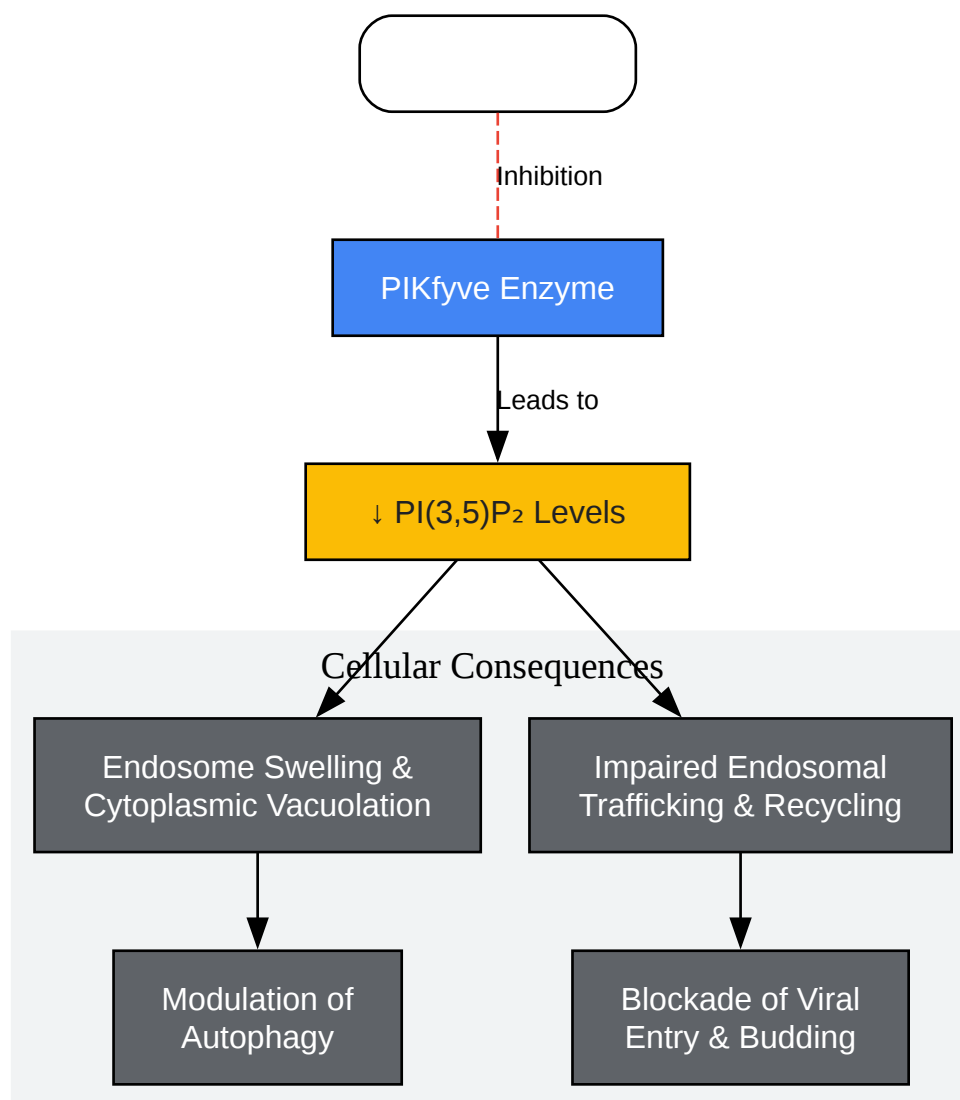 Inhibition
PIKfyve Enzyme
Leads to
↓ PI(3,5)P₂ Levels
Cellular Consequences
Endosome Swelling &
Cytoplasmic Vacuolation
Impaired Endosomal
Trafficking & Recycling
Modulation of
Autophagy
Blockade of Viral
Entry & Budding